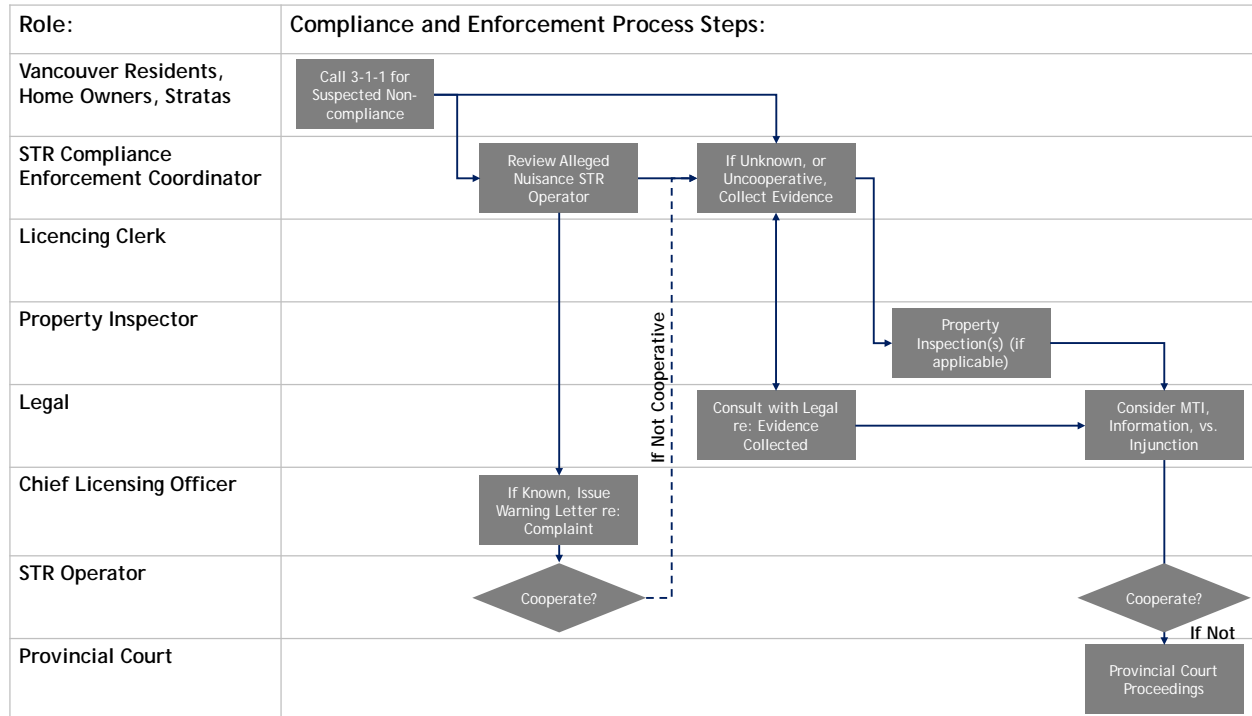 Role:
Compliance and Enforcement Process Steps:
Vancouver Residents,
Home Owners, Stratas
Call 3-1-1 for
Suspected Non-
compliance
STR Compliance
Enforcement Coordinator
Review Alleged
Nuisance STR
Operator
If Unknown, or
Uncooperative,
Collect Evidence
Licencing Clerk
Property Inspector
Property
Inspection(s) (if
applicable)
If Not Cooperative
Legal
Consult with Legal
re: Evidence
Collected
Consider MTI,
Information, vs.
Injunction
Chief Licensing Officer
If Known, Issue
Warning Letter re:
Complaint
STR Operator
Cooperate?
Cooperate?
If Not
Provincial Court
Provincial Court
Proceedings